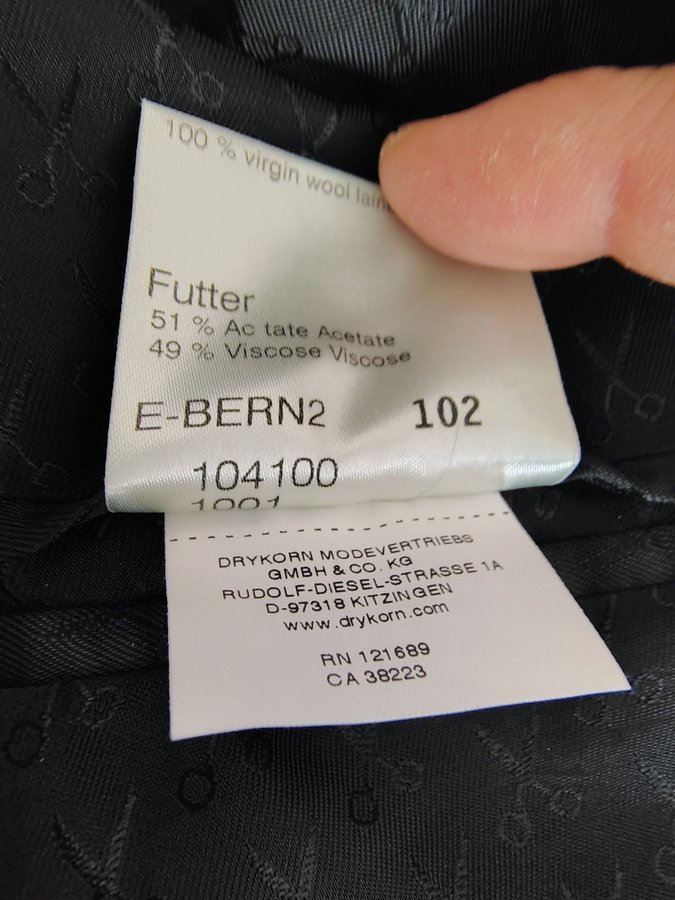 100 % virgin wool
Futter
51 % Ac tate Acetate
49 % Viscose Viscose
E-BERN2 102
104100
1001
DRYKORN MODEVERTRIEBS
GMBH & CO. KG
RUDOLF-DIESEL-STRASSE 1A
D-97318 KITZINGEN
www.drykorn.com
RN 121689
CA 38223